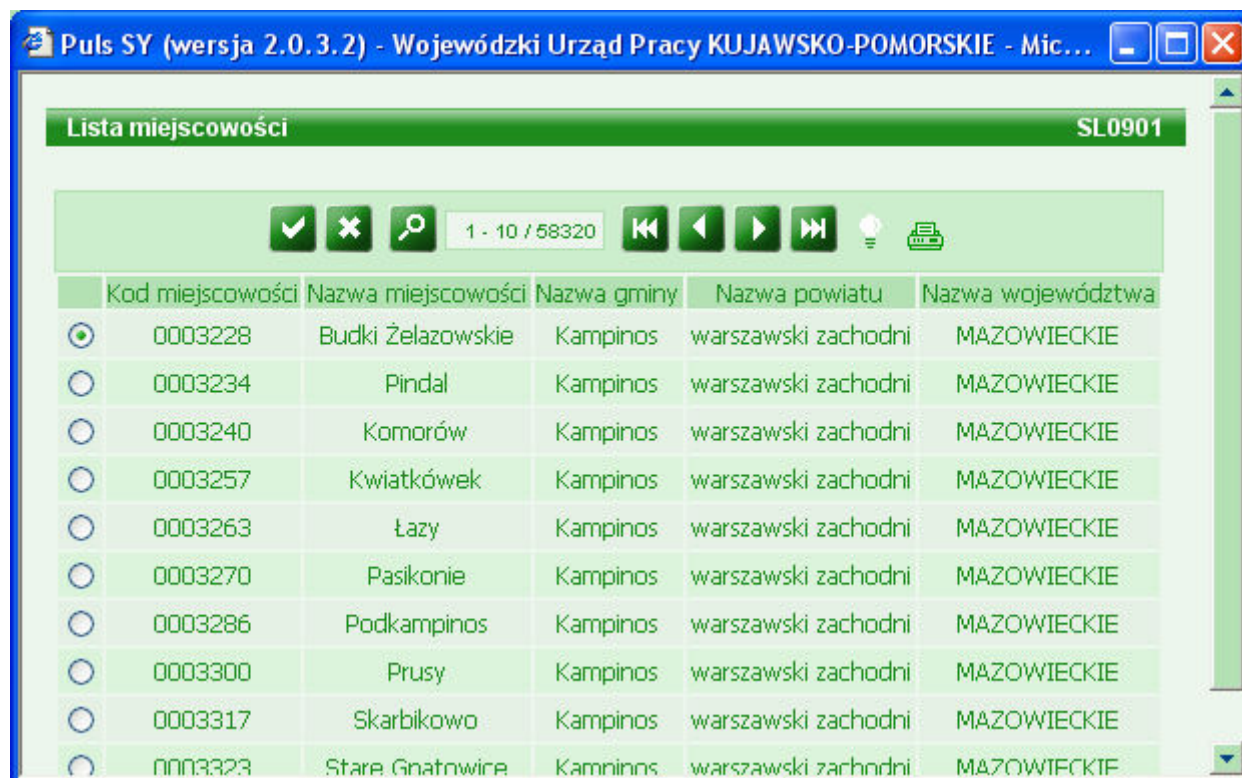 Puls SY (wersja 2.0.3.2) - Wojewódzki Urząd Pracy KUJAWSKO-POMORSKIE - Mic...
Lista miejscowości SL0901
1 - 10 / 58320
Kod miejscowości Nazwa miejscowości Nazwa gminy Nazwa powiatu Nazwa województwa
0003228 Budki Żelazowskie Kampinos warszawski zachodni MAZOWIECKIE
0003234 Pindal Kampinos warszawski zachodni MAZOWIECKIE
0003240 Komorów Kampinos warszawski zachodni MAZOWIECKIE
0003257 Kwiatkówek Kampinos warszawski zachodni MAZOWIECKIE
0003263 Łazy Kampinos warszawski zachodni MAZOWIECKIE
0003270 Pasikonie Kampinos warszawski zachodni MAZOWIECKIE
0003286 Podkampinos Kampinos warszawski zachodni MAZOWIECKIE
0003300 Prusy Kampinos warszawski zachodni MAZOWIECKIE
0003317 Skarbikowo Kampinos warszawski zachodni MAZOWIECKIE
0003323 Stare Gnatowice Kampinos warszawski zachodni MAZOWIECKIE